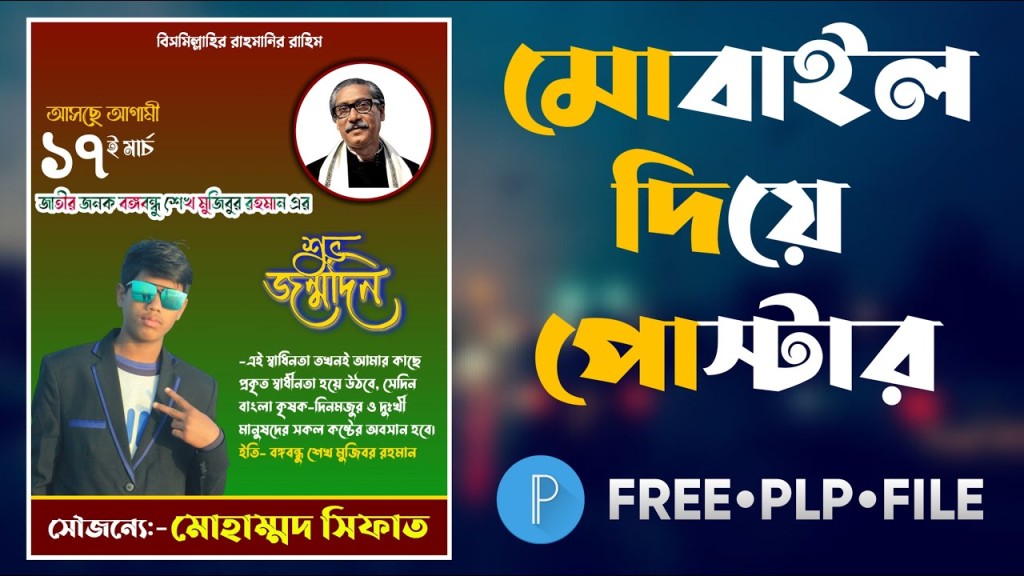 বিসমিল্লাহির রাহমানির রাহিম
আসছে আগামী
১৭ই মার্চ
জাতীর জনক বঙ্গবন্ধু শেখ মুজিবুর রহমান এর
শুভ
জন্মদিন
-এই স্বাধিনতা তখনই আমার কাছে
প্রকৃত স্বাধীনতা হয়ে উঠবে, সেদিন
বাংলা কৃষক-দিনমজুর ও দুঃখী
মানুষদের সকল কষ্টের অবসান হবে।
ইতি- বঙ্গবন্ধু শেখ মুজিবর রহমান
সৌজন্যে:- মোহাম্মদ সিফাত
মোবাইল
দিয়ে
পোস্টার
P FREE•PLP•FILE